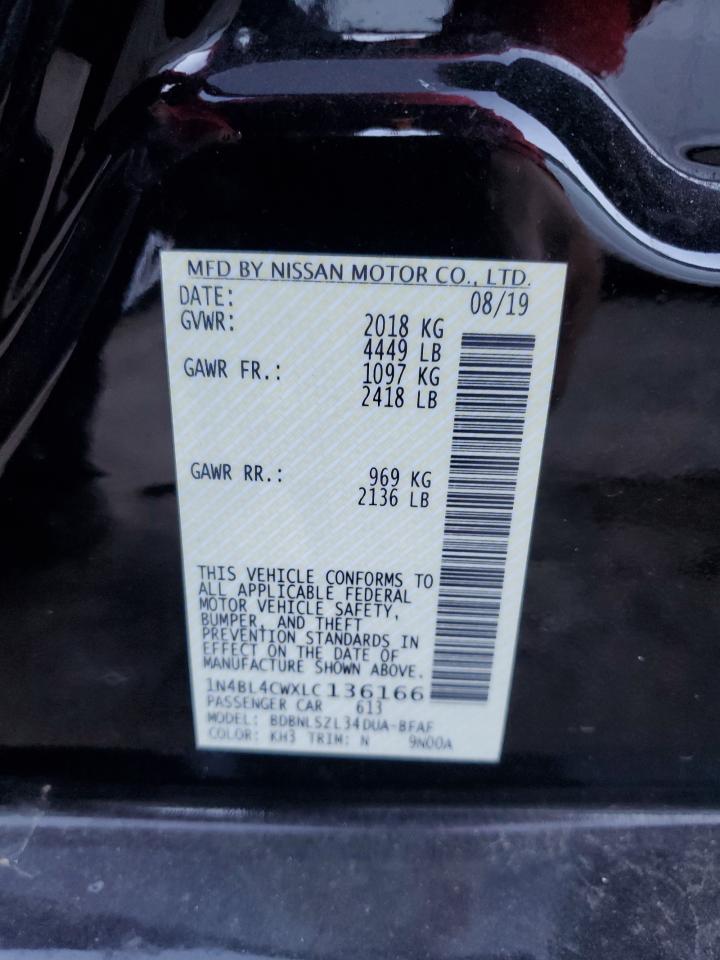 MFD BY NISSAN MOTOR CO., LTD.
DATE: 08/19
GVWR: 2018 KG
4449 LB
GAWR FR.: 1097 KG
2418 LB
GAWR RR.: 969 KG
2136 LB
THIS VEHICLE CONFORMS TO
ALL APPLICABLE FEDERAL
MOTOR VEHICLE SAFETY,
BUMPER, AND THEFT
PREVENTION STANDARDS IN
EFFECT ON THE DATE OF
MANUFACTURE SHOWN ABOVE.
1N4BL4CWXLC136166
PASSENGER CAR 613
MODEL: BDBNLSZL34DUA-BFAF
COLOR: KH3 TRIM: N 9N00A